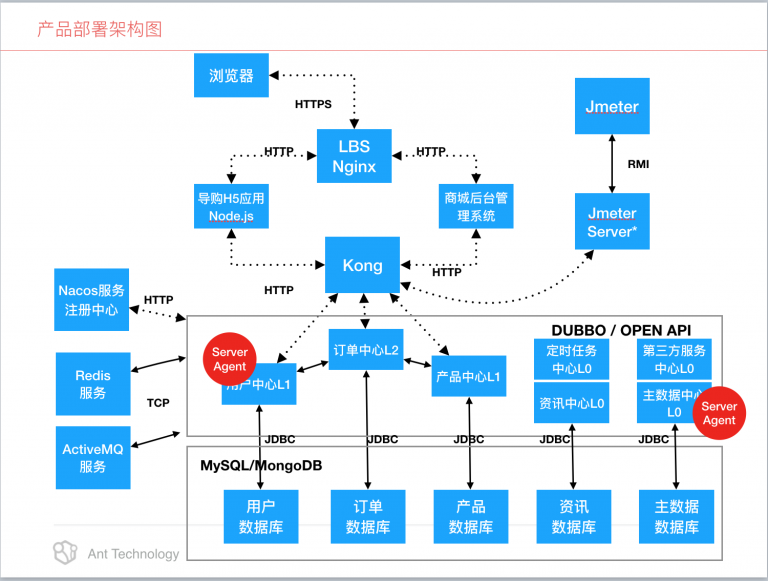 产品部署架构图
浏览器
HTTPS
Jmeter
LBS
Nginx
HTTP
HTTP
RMI
导购H5应用
Node.js
商城后台管
理系统
Jmeter
Server*
Kong
HTTP
HTTP
Nacos服务
注册中心
HTTP
DUBBO / OPEN API
Server
Agent
用户中心L1
订单中心L2
产品中心L1
定时任务
中心L0
第三方服务
中心L0
资讯中心L0
主数据中心
L0
Server
Agent
Redis
服务
TCP
ActiveMQ
服务
JDBC
JDBC
JDBC
JDBC
JDBC
MySQL/MongoDB
用户
数据库
订单
数据库
产品
数据库
资讯
数据库
主数据
数据库
Ant Technology